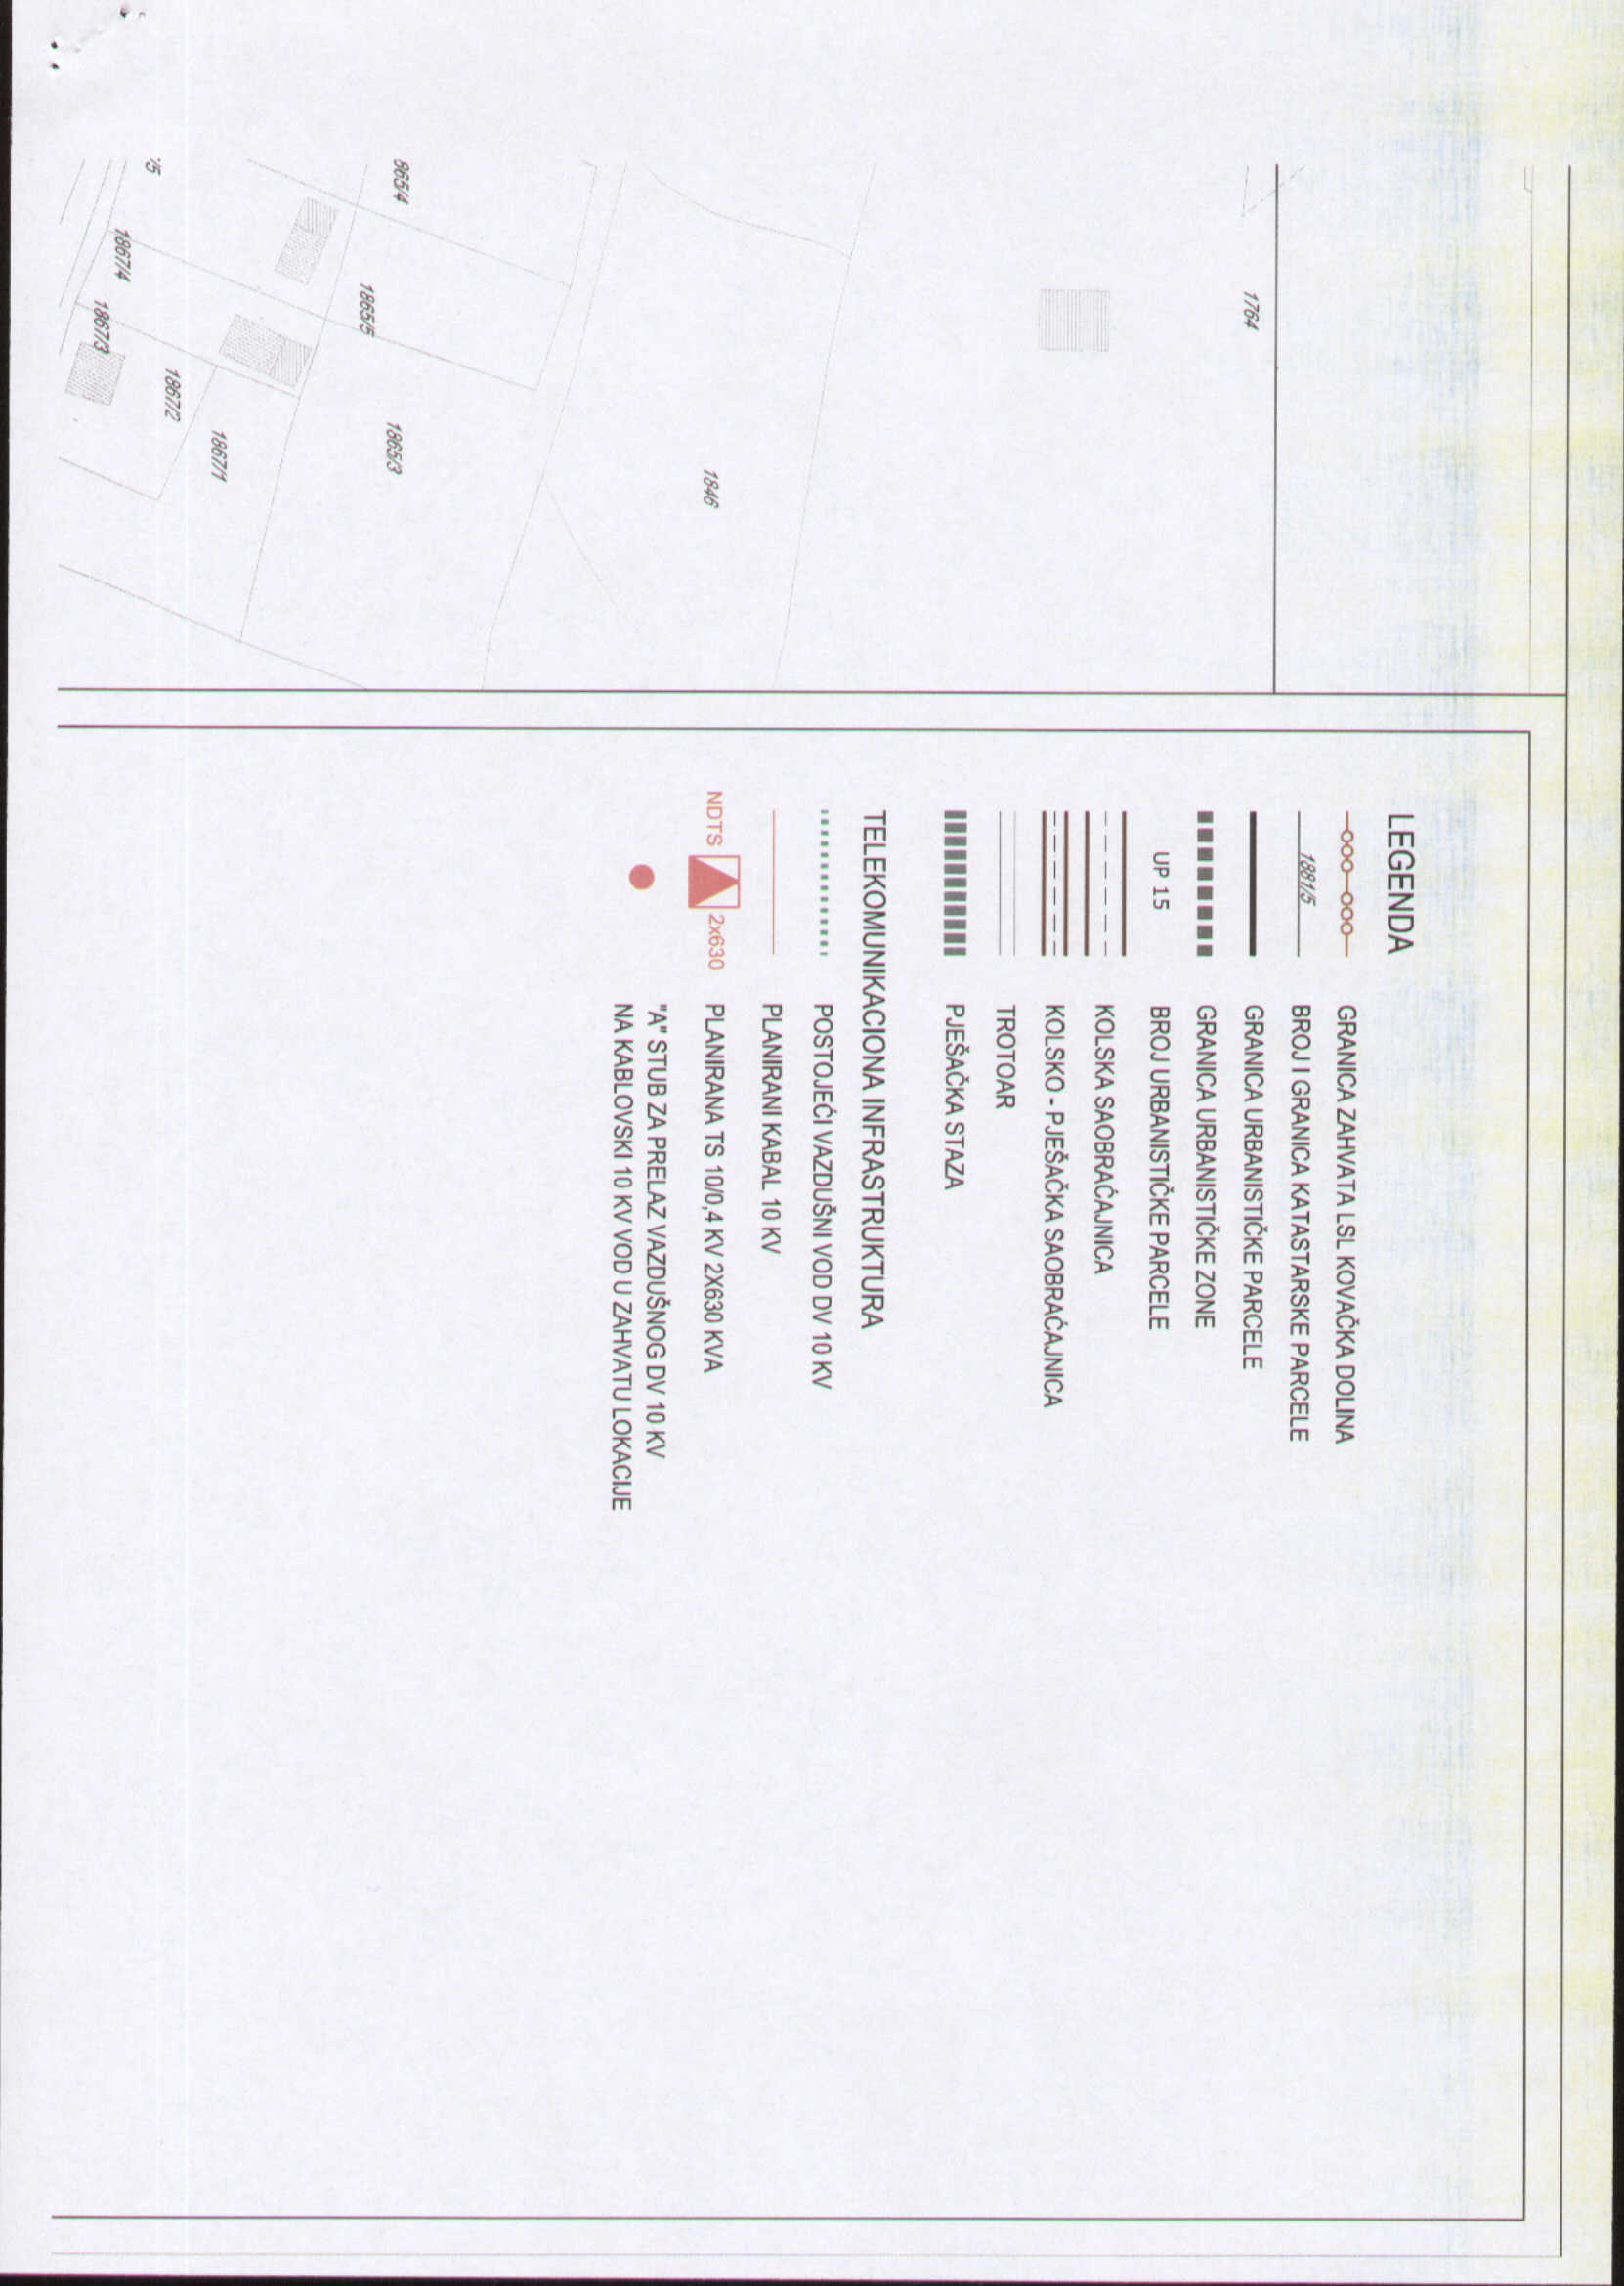 LEGENDA
GRANICA ZAHVATA LSL KOVAČKA DOLINA
1881/5 BROJ I GRANICA KATASTARSKE PARCELE
GRANICA URBANISTIČKE PARCELE
GRANICA URBANISTIČKE ZONE
UP 15 BROJ URBANISTIČKE PARCELE
KOLSKA SAOBRAĆAJNICA
KOLSKO - PJEŠAČKA SAOBRAĆAJNICA
TROTOAR
PJEŠAČKA STAZA
TELEKOMUNIKACIONA INFRASTRUKTURA
POSTOJEĆI VAZDUŠNI VOD DV 10 KV
PLANIRANI KABAL 10 KV
NDTS 2x630 PLANIRANA TS 10/0,4 KV 2X630 KVA
"A" STUB ZA PRELAZ VAZDUŠNOG DV 10 KV
NA KABLOVSKI 10 KV VOD U ZAHVATU LOKACIJE
1764
1846
865/4
1865/5
1865/3
1867/1
1867/2
/5
1867/4
1867/3